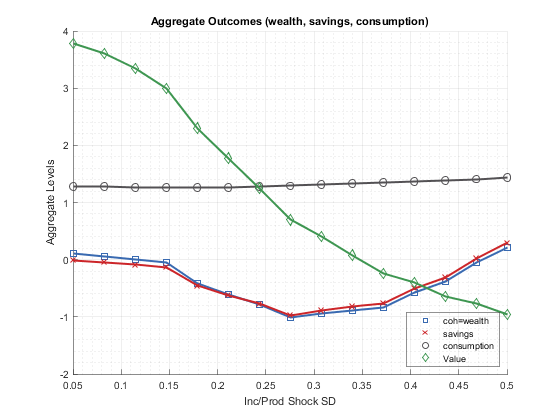 Aggregate Outcomes (wealth, savings, consumption)
4
3
2
1
0
-1
-2
Aggregate Levels
0.05
0.1
0.15
0.2
0.25
0.3
0.35
0.4
0.45
0.5
Inc/Prod Shock SD
coh=wealth
savings
consumption
Value